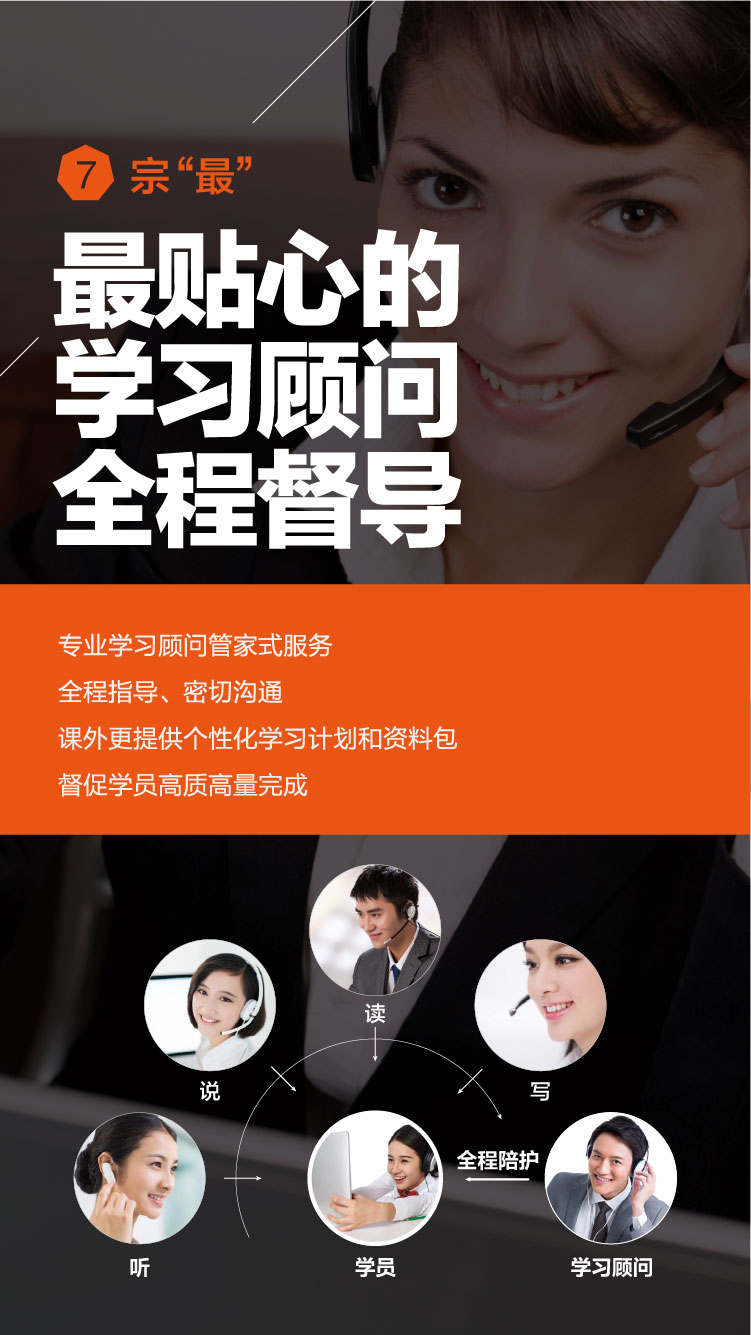 7 宗“最”
最贴心的
学习顾问
全程督导
专业学习顾问管家式服务
全程指导、密切沟通
课外更提供个性化学习计划和资料包
督促学员高质高量完成
读
说
写
全程陪护
听
学员
学习顾问